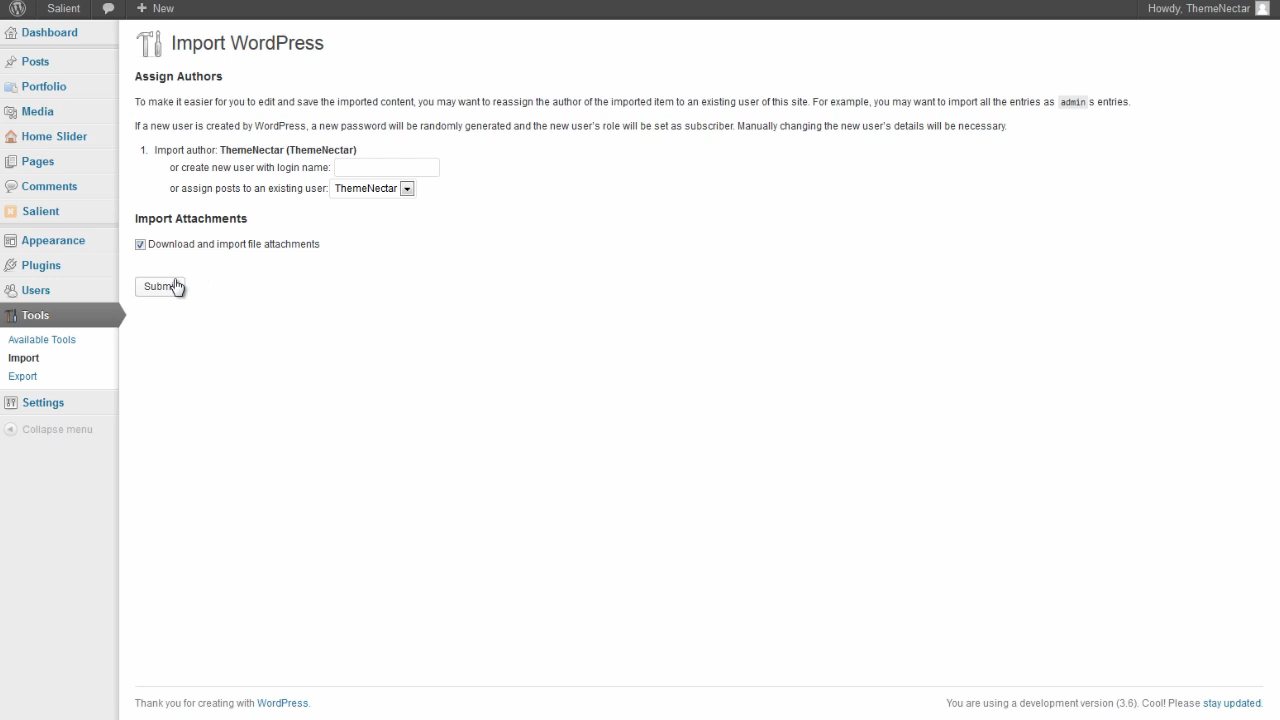 Salient
New
Howdy, ThemeNectar
Dashboard
Posts
Portfolio
Media
Home Slider
Pages
Comments
Salient
Appearance
Plugins
Users
Tools
Available Tools
Import
Export
Settings
Collapse menu
Import WordPress
Assign Authors
To make it easier for you to edit and save the imported content, you may want to reassign the author of the imported item to an existing user of this site. For example, you may want to import all the entries as admin s entries.
If a new user is created by WordPress, a new password will be randomly generated and the new user's role will be set as subscriber. Manually changing the new user's details will be necessary.
1. Import author: ThemeNectar (ThemeNectar)
or create new user with login name:
or assign posts to an existing user: ThemeNectar
Import Attachments
Download and import file attachments
Thank you for creating with WordPress.
You are using a development version (3.6). Cool! Please stay updated.